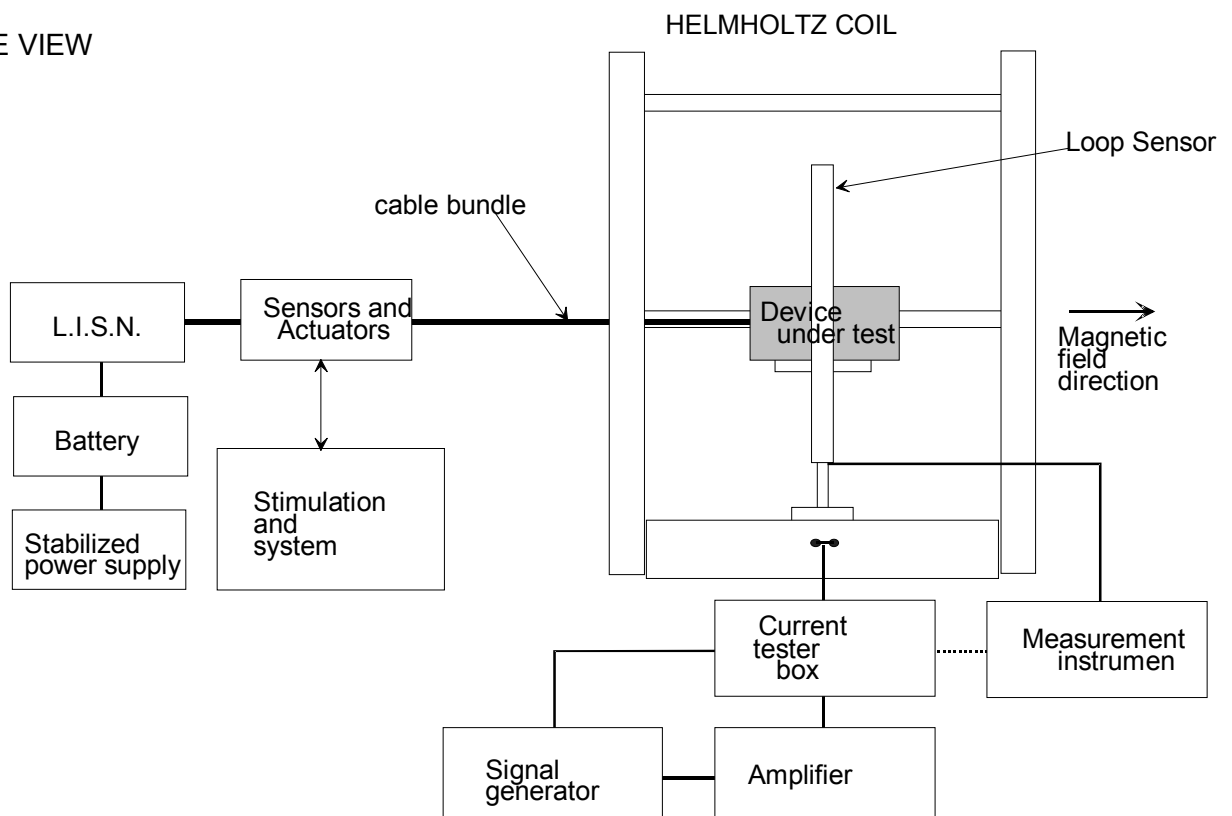 HELMHOLTZ COIL
E VIEW
Loop Sensor
cable bundle
L.I.S.N.
Sensors and
Actuators
Device
under test
Magnetic
field
direction
Battery
Stimulation
and
system
Stabilized
power supply
Current
tester
box
Measurement
instrumen
Signal
generator
Amplifier